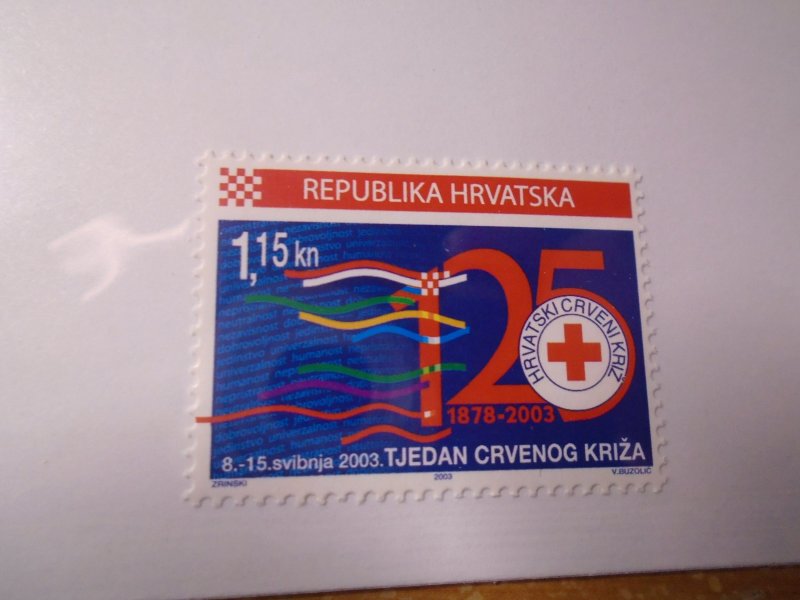 REPUBLIKA HRVATSKA
1,15 kn
125
HRVATSKI CRVENI KRIŽ
1878-2003
8.-15.svibnja 2003. TJEDAN CRVENOG KRIŽA
ZRINSKI 2003 V.BUZOLIĆ